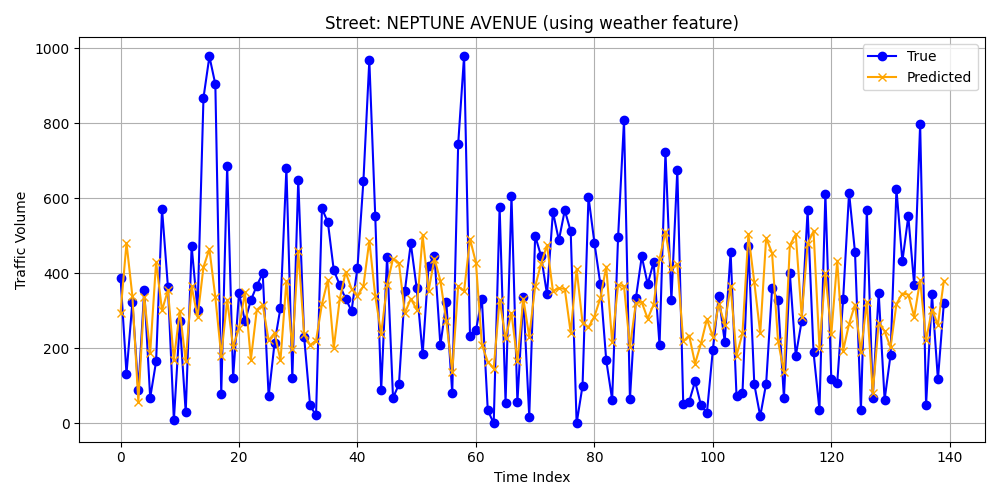 Street: NEPTUNE AVENUE (using weather feature)
True
Predicted
Traffic Volume
1000
800
600
400
200
0
0 20 40 60 80 100 120 140
Time Index